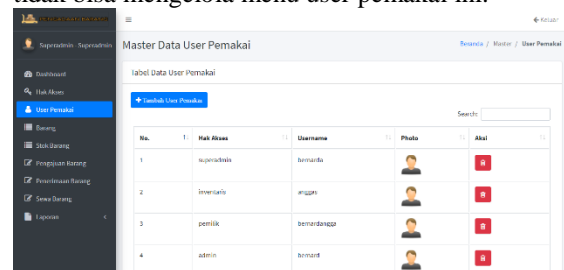 tidak bisa mengelola menu user pemakai ini.
Keluar
Superadmin - Superadmin
Master Data User Pemakai
Beranda / Master / User Pemakai
Dashboard
Tabel Data User Pemakai
Hak Akses
User Pemakai
+ Tambah User Pemakai
Barang
Search:
Stok Barang
No. Hak Akses Username Photo Aksi
Pengajuan Barang
1 superadmin bernarda
Penerimaan Barang
Sewa Barang
2 inventaris anggay
Laporan
3 pemilik bernardangga
4 admin bernard